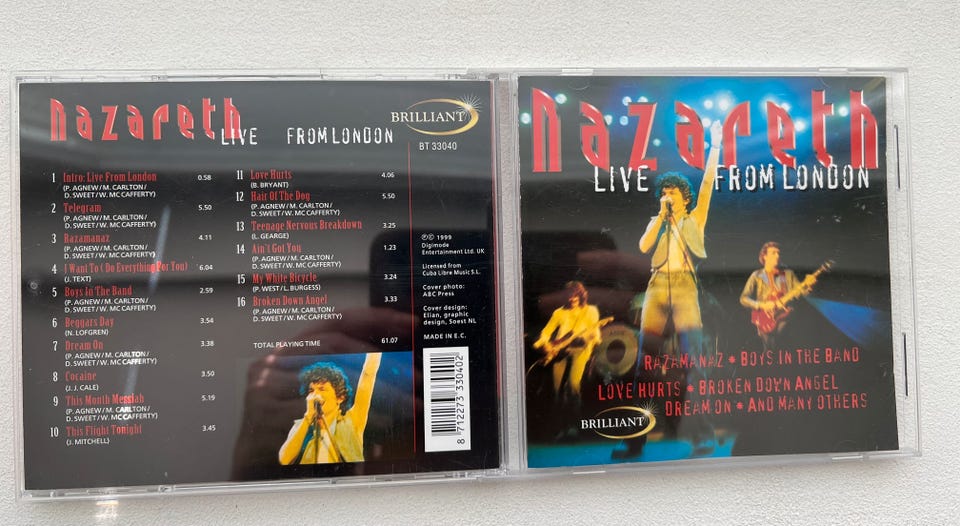 nazareth
LIVE FROM LONDON
BRILLIANT
BT 33040
1 Intro: Live From London 0.58
(P. AGNEW / M. CARLTON /
D. SWEET / W. MC CAFFERTY)
2 Telegram 5.50
(P. AGNEW / M. CARLTON /
D. SWEET / W. MC CAFFERTY)
3 Razamanaz 4.11
(P. AGNEW / M. CARLTON /
D. SWEET / W. MC CAFFERTY)
4 I Want To ( Do Everything For You) 6.04
(J. TEXT)
5 Boys In The Band 2.59
(P. AGNEW / M. CARLTON /
D. SWEET / W. MC CAFFERTY)
6 Beggars Day 3.54
(N. LOFGREN)
7 Dream On 3.38
(P. AGNEW / M. CARLTON /
D. SWEET / W. MC CAFFERTY)
8 Cocaine 3.50
(J. J. CALE)
9 This Month Messiah 5.19
(P. AGNEW / M. CARLTON /
D. SWEET / W. MC CAFFERTY)
10 This Flight Tonight 3.45
(J. MITCHELL)
11 Love Hurts 4.06
(B. BRYANT)
12 Hair Of The Dog 5.50
(P. AGNEW / M. CARLTON /
D. SWEET / W. MC CAFFERTY)
13 Teenage Nervous Breakdown 3.25
(L. GEARGE)
14 Ain't Got You 1.23
(P. AGNEW / M. CARLTON /
D. SWEET / W. MC CAFFERTY)
15 My White Bicycle 3.24
(P. WEST / L. BURGESS)
16 Broken Down Angel 3.33
(P. AGNEW / M. CARLTON /
D. SWEET / W. MC CAFFERTY)
TOTAL PLAYING TIME 61.07
℗© 1999
Digimode
Entertainment Ltd. UK
Licensed from
Cuba Libre Music S.L.
Cover photo:
ABC Press
Cover design:
Elian, graphic
design, Soest NL
MADE IN E.C.
8 712273 330402
nazareth
LIVE FROM LONDON
RAZAMANAZ * BOYS IN THE BAND
LOVE HURTS * BROKEN DOWN ANGEL
DREAM ON * AND MANY OTHERS
BRILLIANT